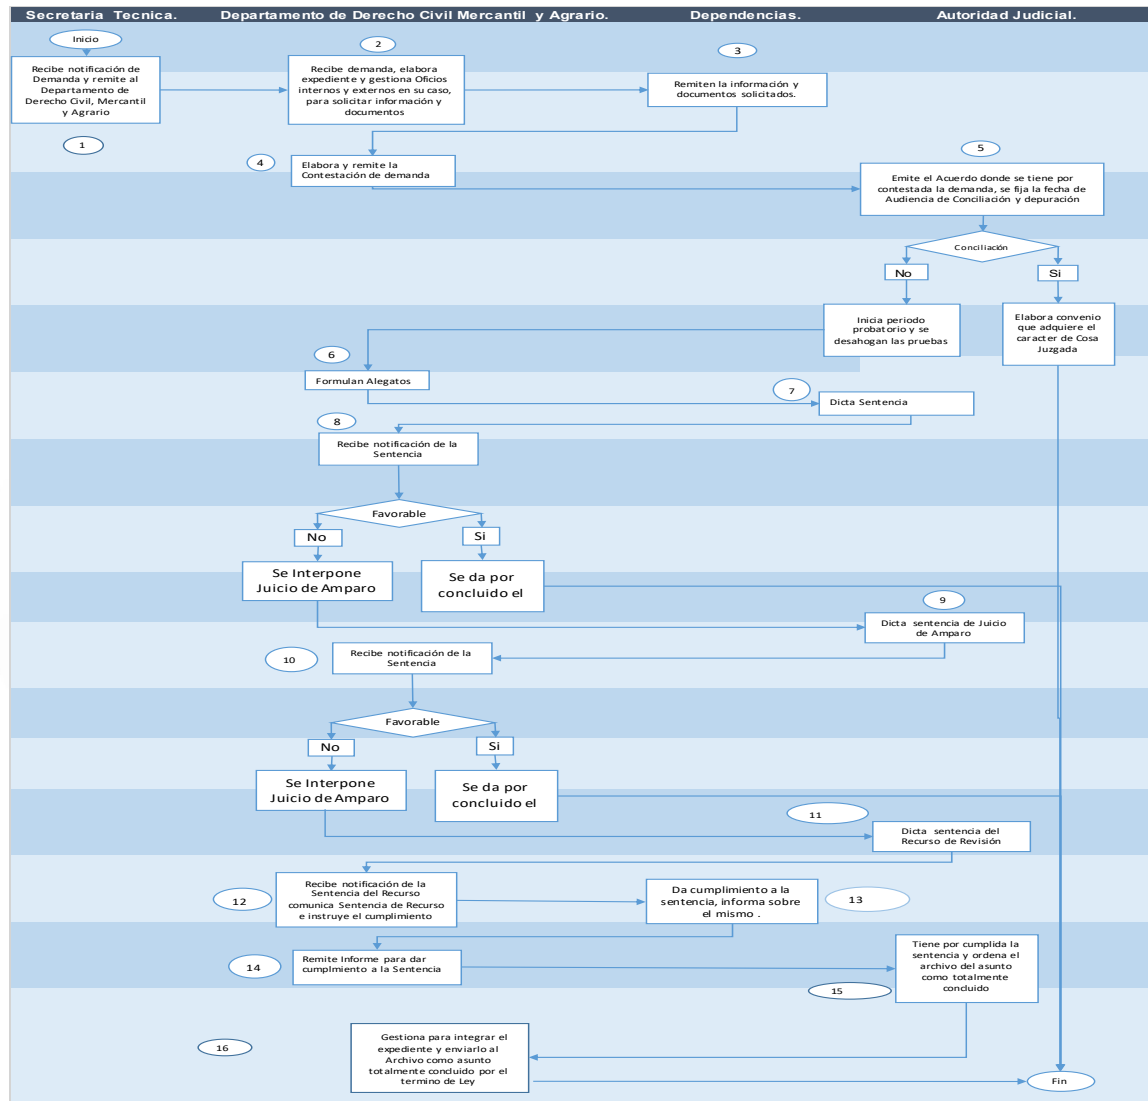 Secretaria Tecnica.
Departamento de Derecho Civil Mercantil y Agrario.
Dependencias.
Autoridad Judicial.
Inicio
2
3
Recibe notificación de
Demanda y remite al
Departamento de
Derecho Civil, Mercantil
y Agrario
Recibe demanda, elabora
expediente y gestiona Oficios
internos y externos en su caso,
para solicitar información y
documentos
Remiten la información y
documentos solicitados.
1
4
Elabora y remite la
Contestación de demanda
5
Emite el Acuerdo donde se tiene por
contestada la demanda, se fija la fecha de
Audiencia de Conciliación y depuración
Conciliación
No
Si
Inicia periodo
probatorio y se
desahogan las pruebas
Elabora convenio
que adquiere el
caracter de Cosa
Juzgada
6
Formulan Alegatos
7
Dicta Sentencia
8
Recibe notificación de la
Sentencia
Favorable
No
Si
Se Interpone
Juicio de Amparo
Se da por
concluido el
9
Dicta sentencia de Juicio
de Amparo
10
Recibe notificación de la
Sentencia
Favorable
No
Si
Se Interpone
Juicio de Amparo
Se da por
concluido el
11
Dicta sentencia del
Recurso de Revisión
12
Recibe notificación de la
Sentencia del Recurso
comunica Sentencia de Recurso
e instruye el cumplimiento
Da cumplimiento a la
sentencia, informa sobre
el mismo .
13
14
Remite Informe para dar
cumplmiento a la Sentencia
Tiene por cumplida la
sentencia y ordena el
archivo del asunto
como totalmente
concluido
15
16
Gestiona para integrar el
expediente y enviarlo al
Archivo como asunto
totalmente concluido por el
termino de Ley
Fin